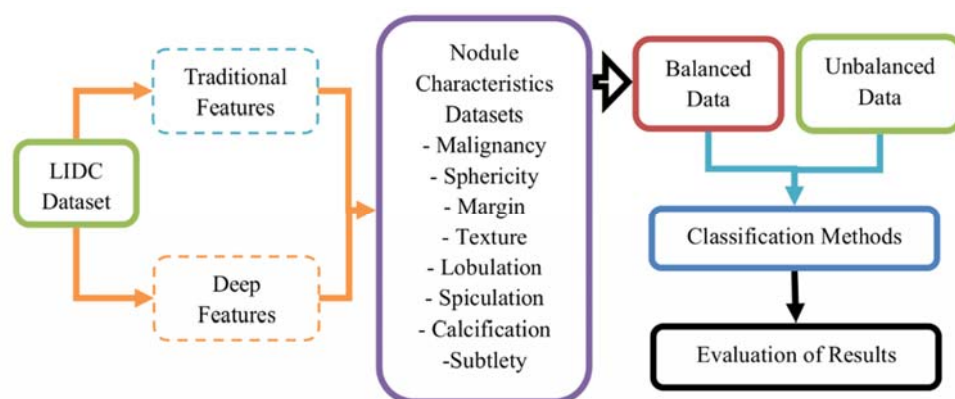 LIDC
Dataset
Traditional
Features
Deep
Features
Nodule
Characteristics
Datasets
- Malignancy
- Sphericity
- Margin
- Texture
- Lobulation
- Spiculation
- Calcification
-Subtlety
Balanced
Data
Unbalanced
Data
Classification Methods
Evaluation of Results